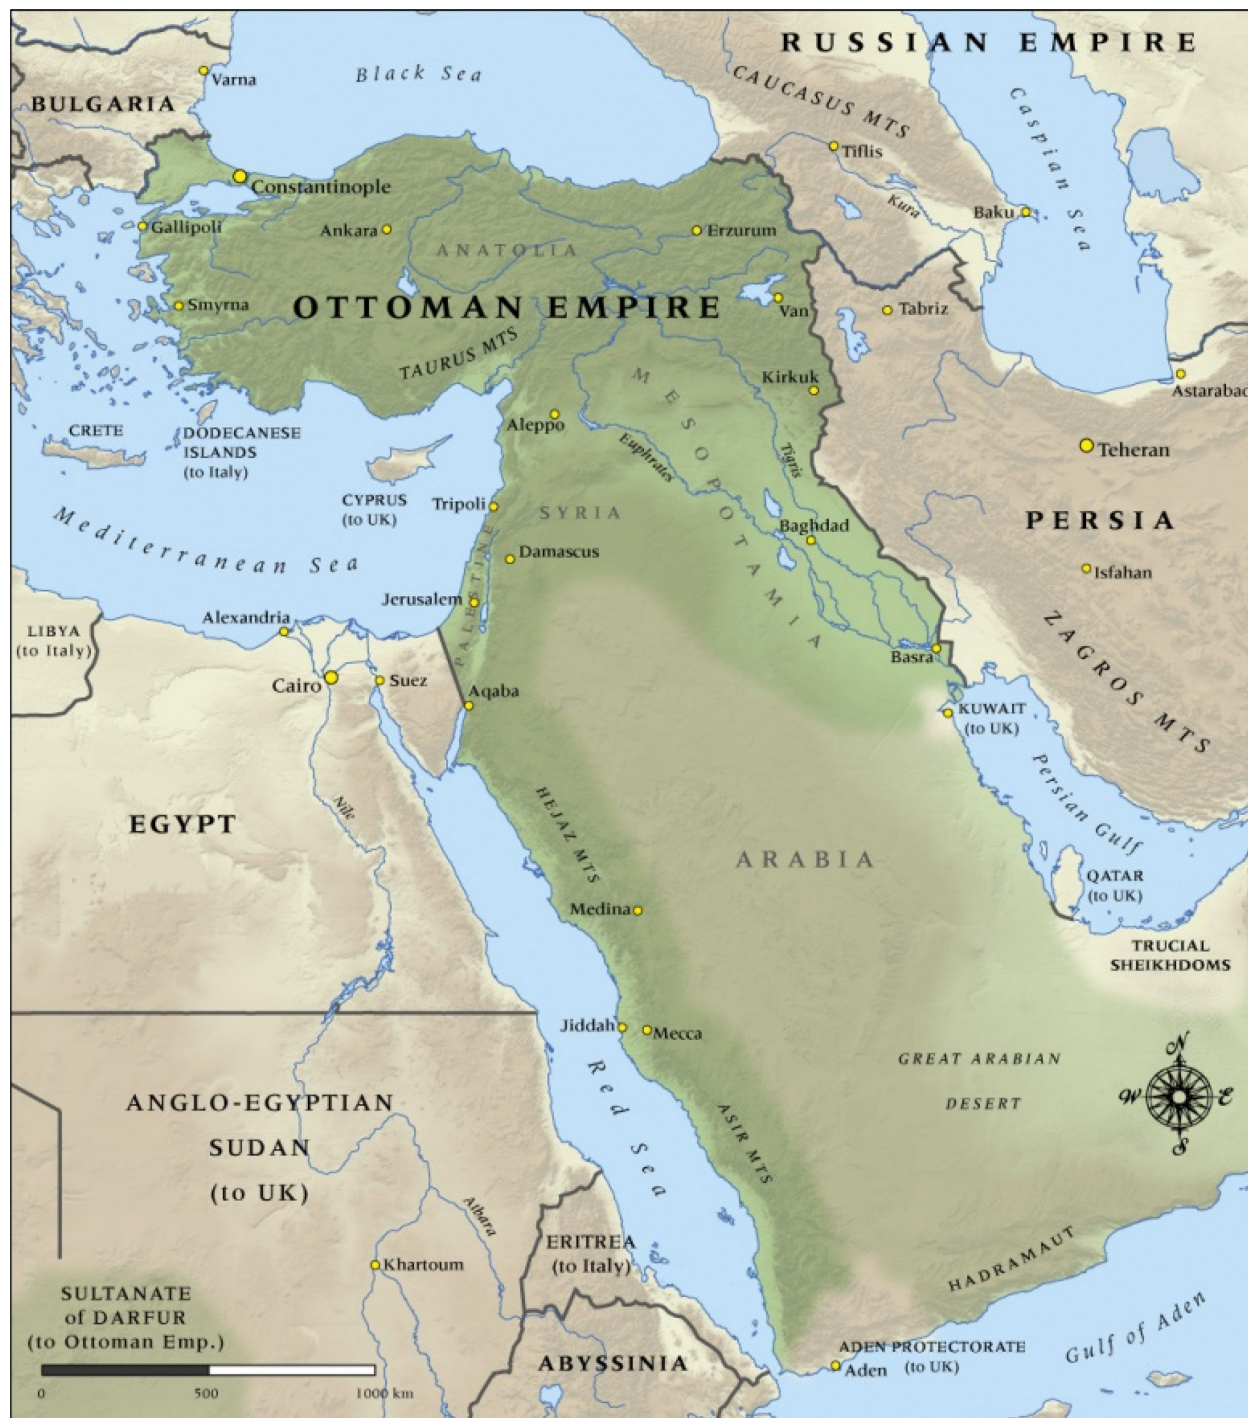 RUSSIAN EMPIRE
Black Sea
CAUCASUS MTS
Caspian Sea
Varna
BULGARIA
Tiflis
Constantinople
Kura
Baku
Gallipoli
Ankara
Erzurum
ANATOLIA
OTTOMAN EMPIRE
Smyrna
Van
Tabriz
TAURUS MTS
Kirkuk
MESOPOTAMIA
Astarabad
Aleppo
CRETE
DODECANESE
ISLANDS
(to Italy)
Euphrates
Tigris
Teheran
CYPRUS
(to UK)
Tripoli
SYRIA
PERSIA
Mediterranean Sea
Baghdad
Damascus
Isfahan
PALESTINE
Jerusalem
Alexandria
LIBYA
(to Italy)
ZAGROS MTS
Basra
Cairo
Suez
Aqaba
KUWAIT
(to UK)
Persian Gulf
Nile
HEJAZ MTS
EGYPT
ARABIA
QATAR
(to UK)
Medina
TRUCIAL
SHEIKHDOMS
Jiddah
Mecca
Red Sea
GREAT ARABIAN
DESERT
N
W
E
S
ANGLO-EGYPTIAN
SUDAN
(to UK)
ASIR MTS
Atbara
ERITREA
(to Italy)
HADRAMAUT
Khartoum
SULTANATE
of DARFUR
(to Ottoman Emp.)
Gulf of Aden
ADEN PROTECTORATE
(to UK)
Aden
ABYSSINIA
0
500
1000 km